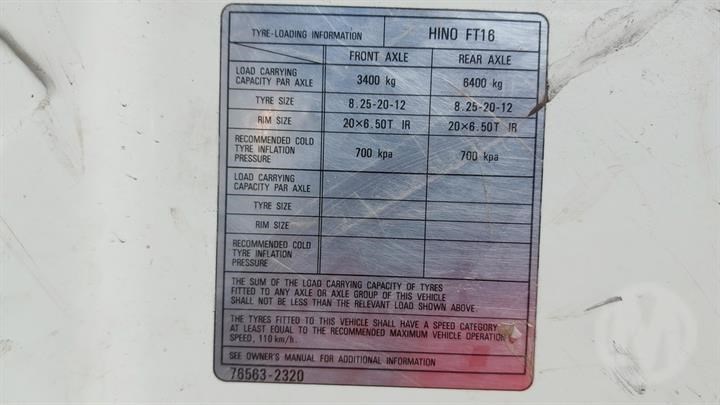 TYRE-LOADING INFORMATION HINO FT16
FRONT AXLE REAR AXLE
LOAD CARRYING
CAPACITY PER AXLE 3400 kg 6400 kg
TYRE SIZE 8.25-20-12 8.25-20-12
RIM SIZE 20×6.50T IR 20×6.50T IR
RECOMMENDED COLD
TYRE INFLATION
PRESSURE 700 kpa 700 kpa
LOAD CARRYING
CAPACITY PAR AXLE
TYRE SIZE
RIM SIZE
RECOMMENDED COLD
TYRE INFLATION
PRESSURE
THE SUM OF THE LOAD CARRYING CAPACITY OF TYRES
FITTED TO ANY AXLE OR AXLE GROUP OF THIS VEHICLE
SHALL NOT BE LESS THAN THE RELEVANT LOAD SHOWN ABOVE.
THE TYRES FITTED TO THIS VEHICLE SHALL HAVE A SPEED CATEGORY
AT LEAST EQUAL TO THE RECOMMENDED MAXIMUM VEHICLE OPERATION
SPEED, 110 km/h.
SEE OWNER'S MANUAL FOR ADDITIONAL INFORMATION
76563-2320